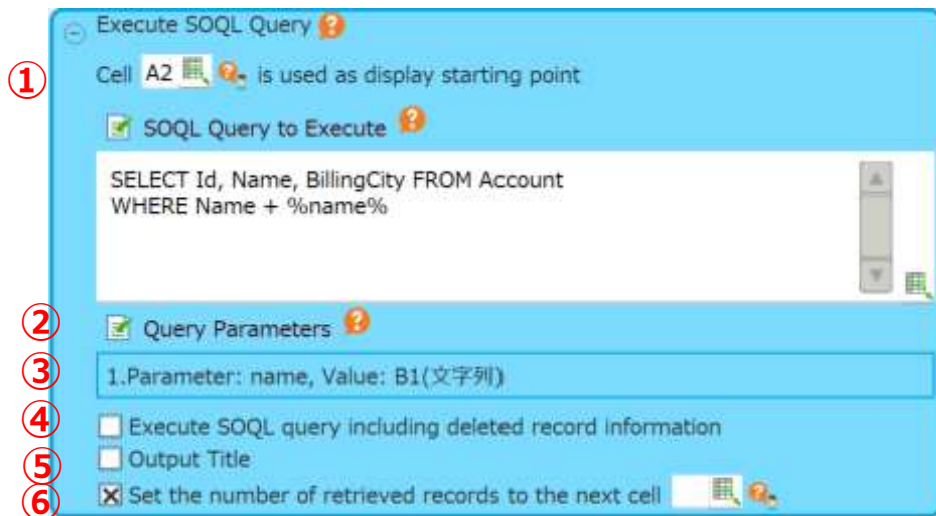 Execute SOQL Query
① Cell A2 is used as display starting point
SOQL Query to Execute
SELECT Id, Name, BillingCity FROM Account
WHERE Name + %name%
② Query Parameters
③ 1.Parameter: name, Value: B1(文字列)
④ Execute SOQL query including deleted record information
⑤ Output Title
⑥ Set the number of retrieved records to the next cell